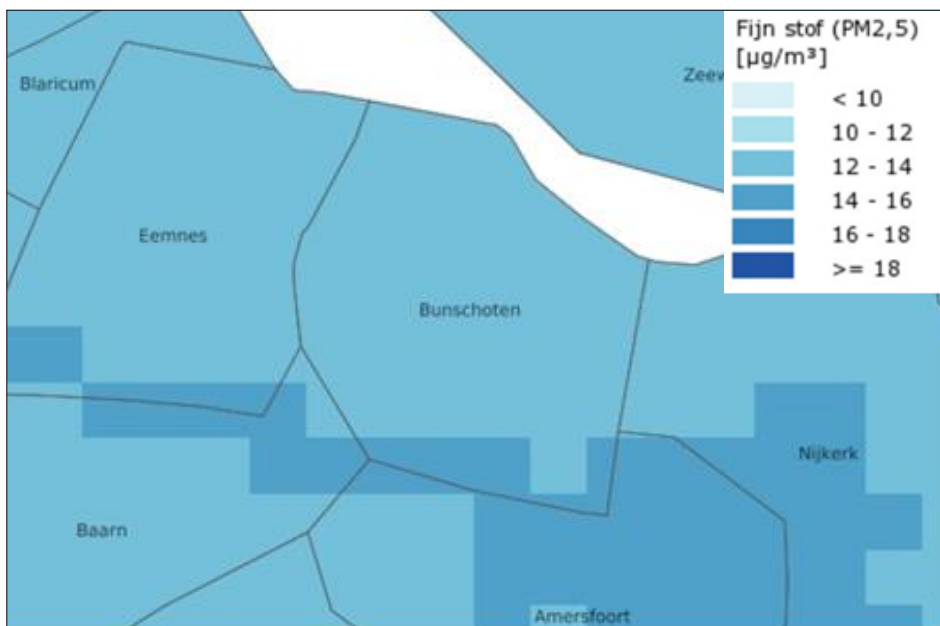 Fijn stof (PM2,5)
[µg/m³]
< 10
10 - 12
12 - 14
14 - 16
16 - 18
>= 18
Blaricum
Eemnes
Bunschoten
Nijkerk
Baarn
Amersfoort